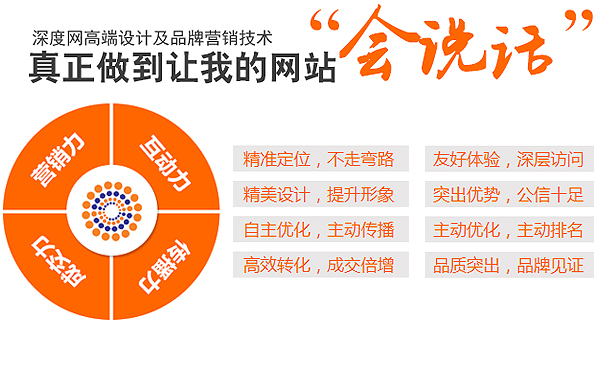 深度网高端设计及品牌营销技术
真正做到让我的网站“会说话”
营销力
互动力
成交力
传播力
精准定位，不走弯路
友好体验，深层访问
精美设计，提升形象
突出优势，公信十足
自主优化，主动传播
主动优化，主动排名
高效转化，成交倍增
品质突出，品牌见证